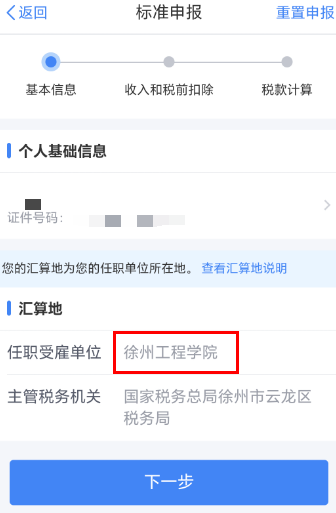 返回
标准申报
重置申报
基本信息
收入和税前扣除
税款计算
个人基础信息
证件号码：
您的汇算地为您的任职单位所在地。 查看汇算地说明
汇算地
任职受雇单位 徐州工程学院
主管税务机关 国家税务总局徐州市云龙区
税务局
下一步